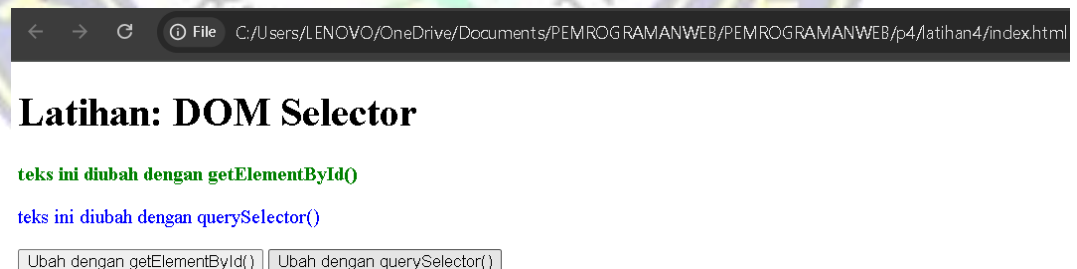 File C:/Users/LENOVO/OneDrive/Documents/PEMROGRAMANWEB/PEMROGRAMANWEB/p4/latihan4/index.html
Latihan: DOM Selector
teks ini diubah dengan getElementById()
teks ini diubah dengan querySelector()
Ubah dengan getElementById() Ubah dengan querySelector()